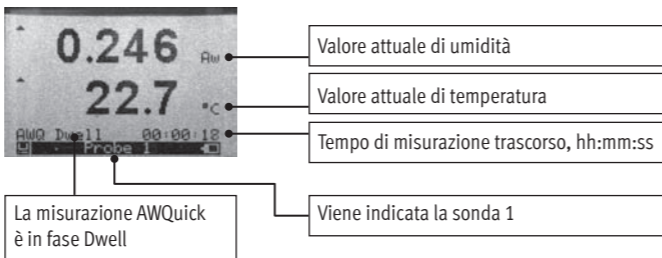 0.246 Aw
22.7 °C
AWQ Dwell 00:00:18
Probe 1
Valore attuale di umidità
Valore attuale di temperatura
Tempo di misurazione trascorso, hh:mm:ss
Viene indicata la sonda 1
La misurazione AWQuick
è in fase Dwell